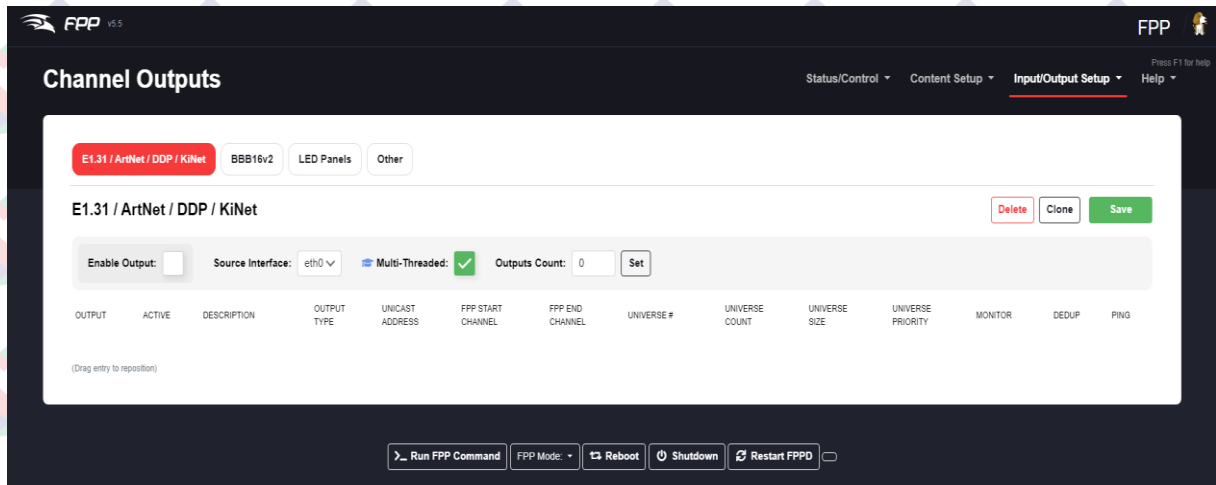 FPP v5.5
FPP
Press F1 for help
Channel Outputs
Status/Control Content Setup Input/Output Setup Help
E1.31 / ArtNet / DDP / KiNet BBB16v2 LED Panels Other
E1.31 / ArtNet / DDP / KiNet
Delete Clone Save
Enable Output: Source Interface: eth0 Multi-Threaded: Outputs Count: 0 Set
OUTPUT ACTIVE DESCRIPTION OUTPUT TYPE UNICAST ADDRESS FPP START CHANNEL FPP END CHANNEL UNIVERSE # UNIVERSE COUNT UNIVERSE SIZE UNIVERSE PRIORITY MONITOR DEDUP PING
(Drag entry to reposition)
>_ Run FPP Command FPP Mode: Reboot Shutdown Restart FPPD